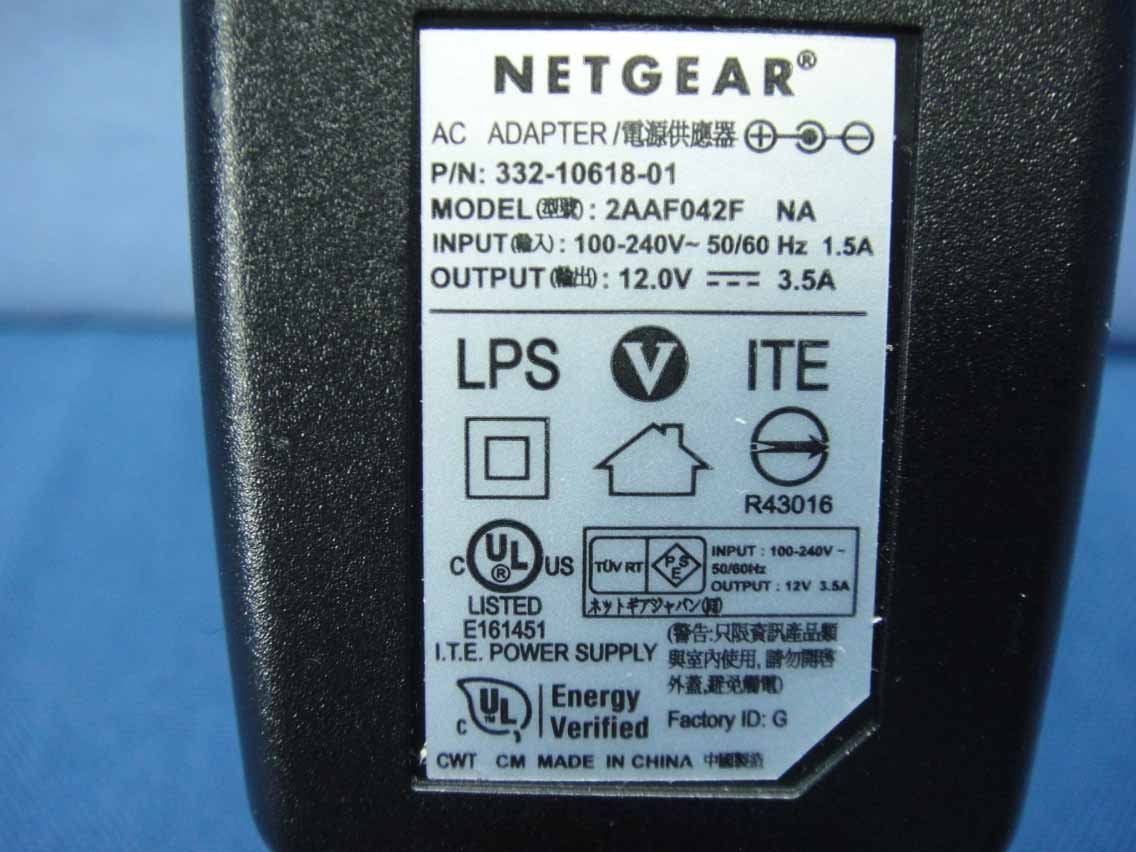 NETGEAR®
AC ADAPTER/電源供應器
P/N: 332-10618-01
MODEL(型號): 2AAF042F NA
INPUT(輸入): 100-240V~ 50/60 Hz 1.5A
OUTPUT(輸出): 12.0V 3.5A
LPS V ITE
R43016
C UL® US
LISTED
E161451
I.T.E. POWER SUPPLY
TÜV RT PSE
INPUT : 100-240V ~
50/60Hz
OUTPUT : 12V 3.5A
ネットギアジャパン
(警告:只限資訊產品類
與室內使用,請勿開啓
外蓋,避免觸電)
C UL™ Energy
Verified
Factory ID: G
CWT CM MADE IN CHINA 中國製造